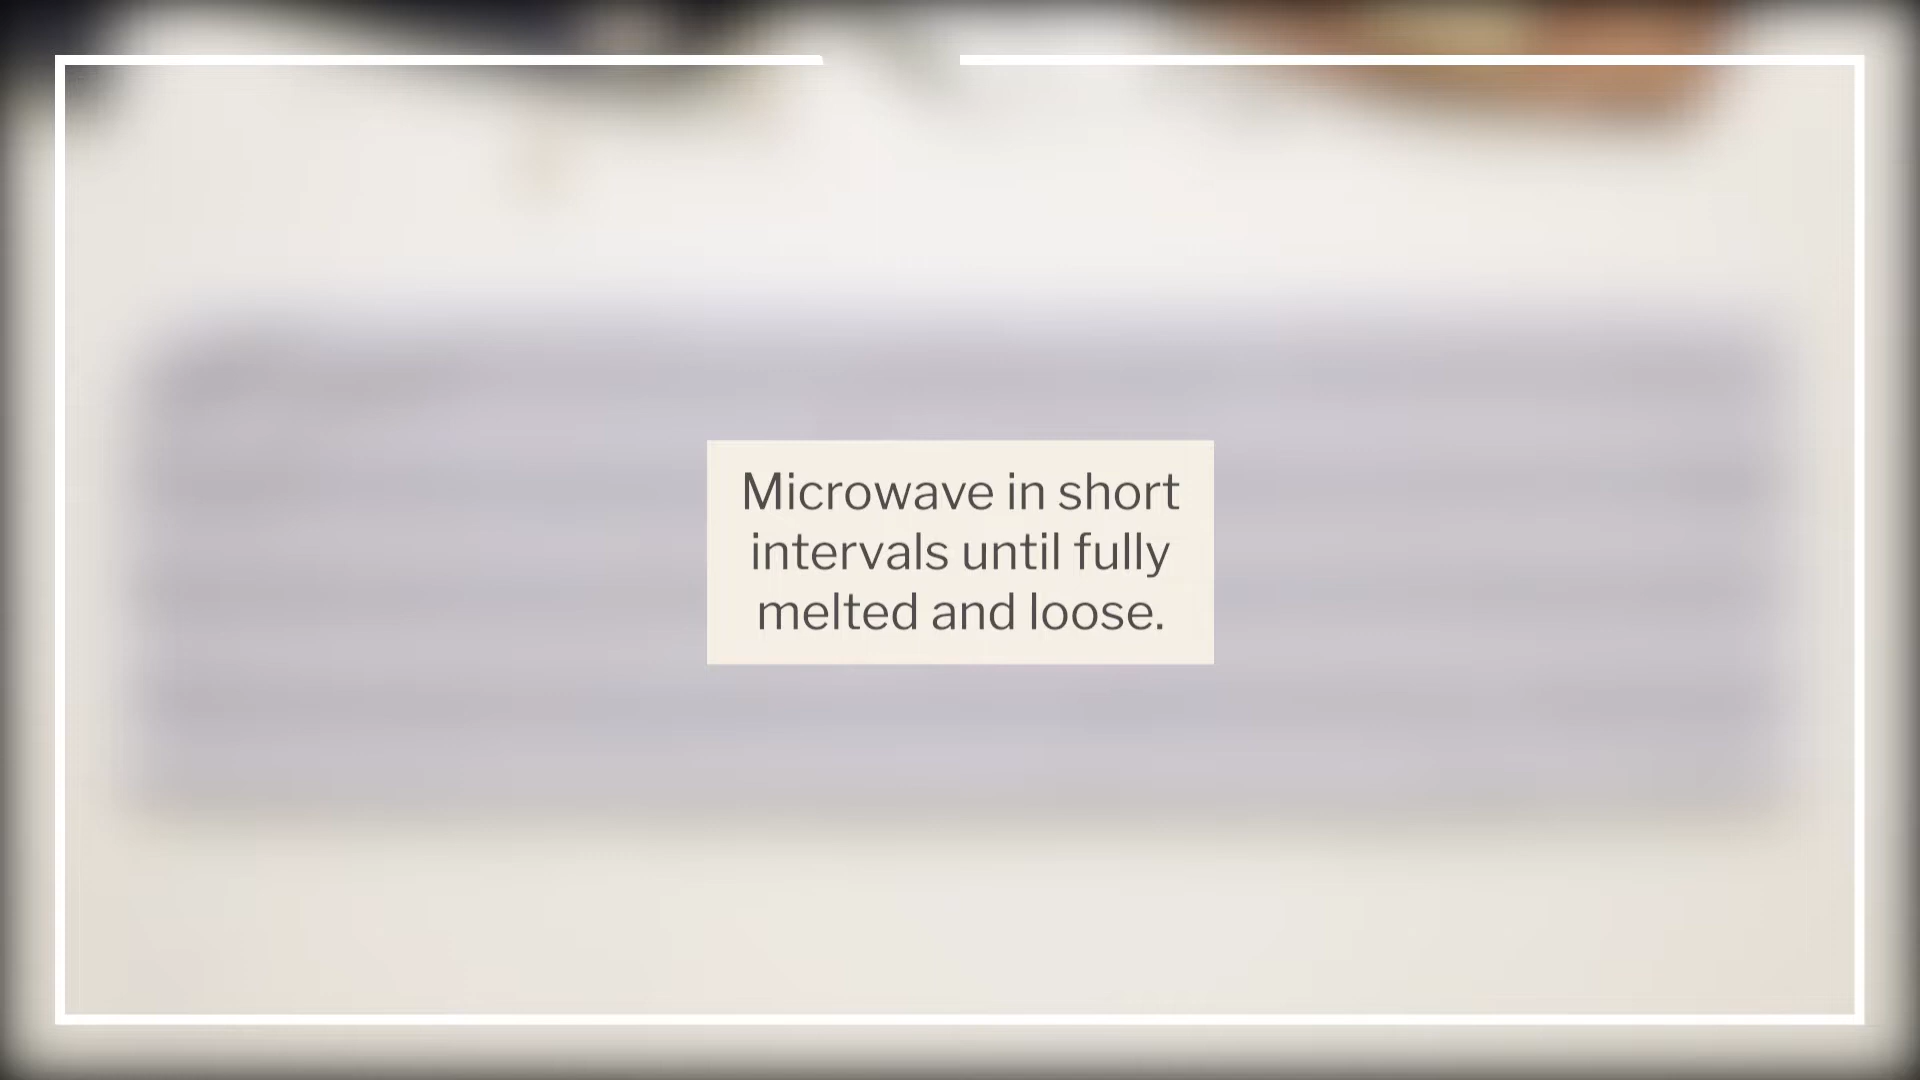 Microwave in short
intervals until fully
melted and loose.